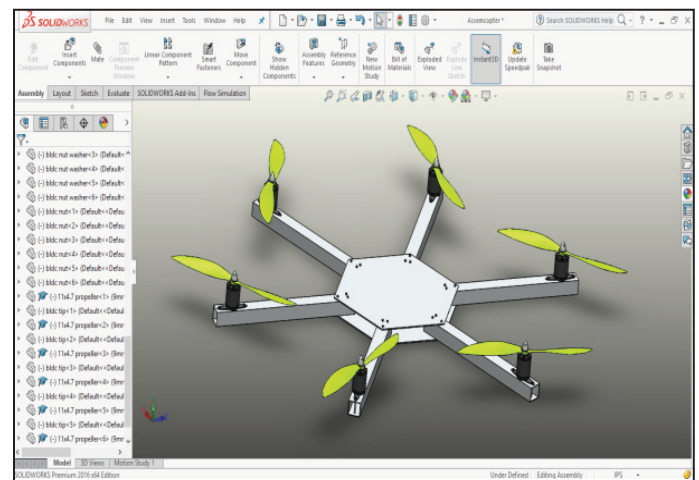 SOLIDWORKS File Edit View Insert Tools Window Help Assemcopter * Search SOLIDWORKS Help
Edit Component
Insert Components
Mate
Component Preview Window
Linear Component Pattern
Smart Fasteners
Move Component
Show Hidden Components
Assembly Features
Reference Geometry
New Motion Study
Bill of Materials
Exploded View
Explode Line Sketch
Instant3D
Update Speedpak
Take Snapshot
Assembly Layout Sketch Evaluate SOLIDWORKS Add-Ins Flow Simulation
(-) bldc nut washer<3> (Default<
(-) bldc nut washer<4> (Default<
(-) bldc nut washer<5> (Default<
(-) bldc nut washer<6> (Default<
(-) bldc nut<1> (Default<<Defau
(-) bldc nut<2> (Default<<Defau
(-) bldc nut<3> (Default<<Defau
(-) bldc nut<4> (Default<<Defau
(-) bldc nut<5> (Default<<Defau
(-) bldc nut<6> (Default<<Defau
(-) 11x4.7 propeller<1> (9mr
(-) bldc tip<1> (Default<<Defaul
(-) 11x4.7 propeller<2> (9mr
(-) bldc tip<2> (Default<<Defaul
(-) 11x4.7 propeller<3> (9mr
(-) bldc tip<3> (Default<<Defaul
(-) 11x4.7 propeller<4> (9mr
(-) bldc tip<4> (Default<<Defaul
(-) 11x4.7 propeller<5> (9mr
(-) bldc tip<5> (Default<<Defaul
(-) 11x4.7 propeller<6> (9mr
Model 3D Views Motion Study 1
SOLIDWORKS Premium 2016 x64 Edition Under Defined Editing Assembly IPS